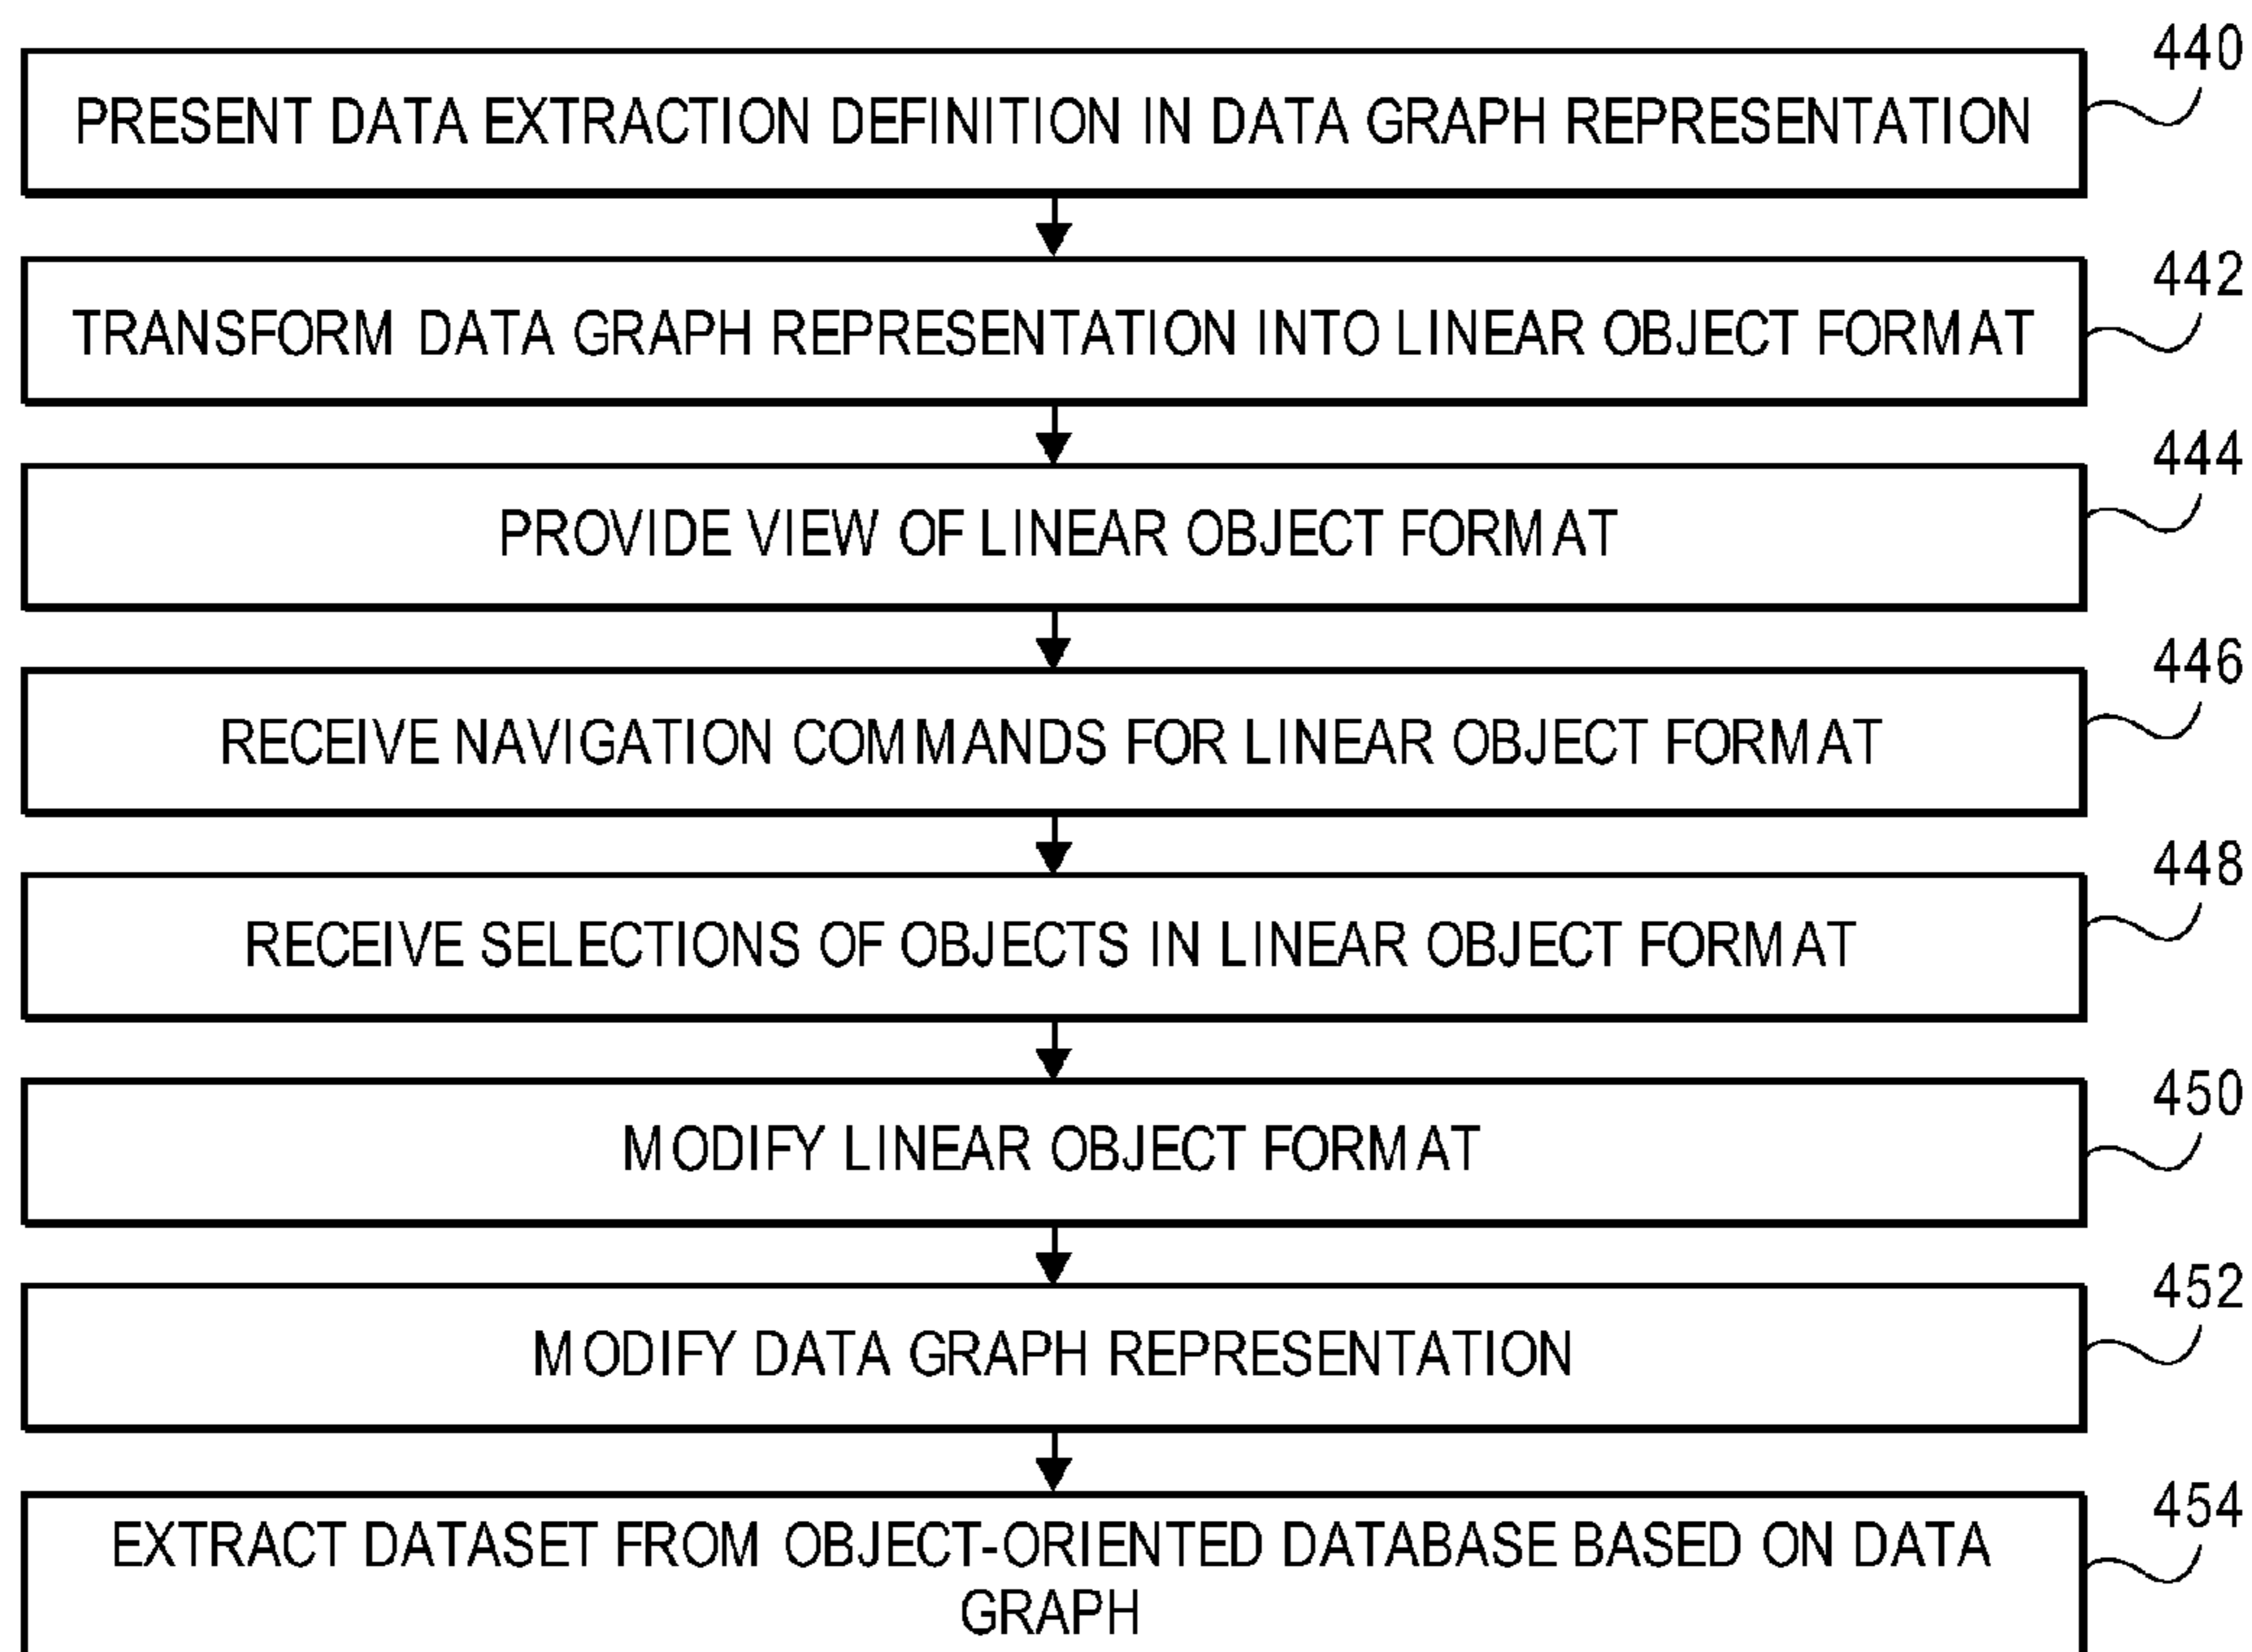 440
PRESENT DATA EXTRACTION DEFINITION IN DATA GRAPH REPRESENTATION
442
TRANSFORM DATA GRAPH REPRESENTATION INTO LINEAR OBJECT FORMAT
444
PROVIDE VIEW OF LINEAR OBJECT FORMAT
446
RECEIVE NAVIGATION COMMANDS FOR LINEAR OBJECT FORMAT
448
RECEIVE SELECTIONS OF OBJECTS IN LINEAR OBJECT FORMAT
450
MODIFY LINEAR OBJECT FORMAT
452
MODIFY DATA GRAPH REPRESENTATION
454
EXTRACT DATASET FROM OBJECT-ORIENTED DATABASE BASED ON DATA
GRAPH